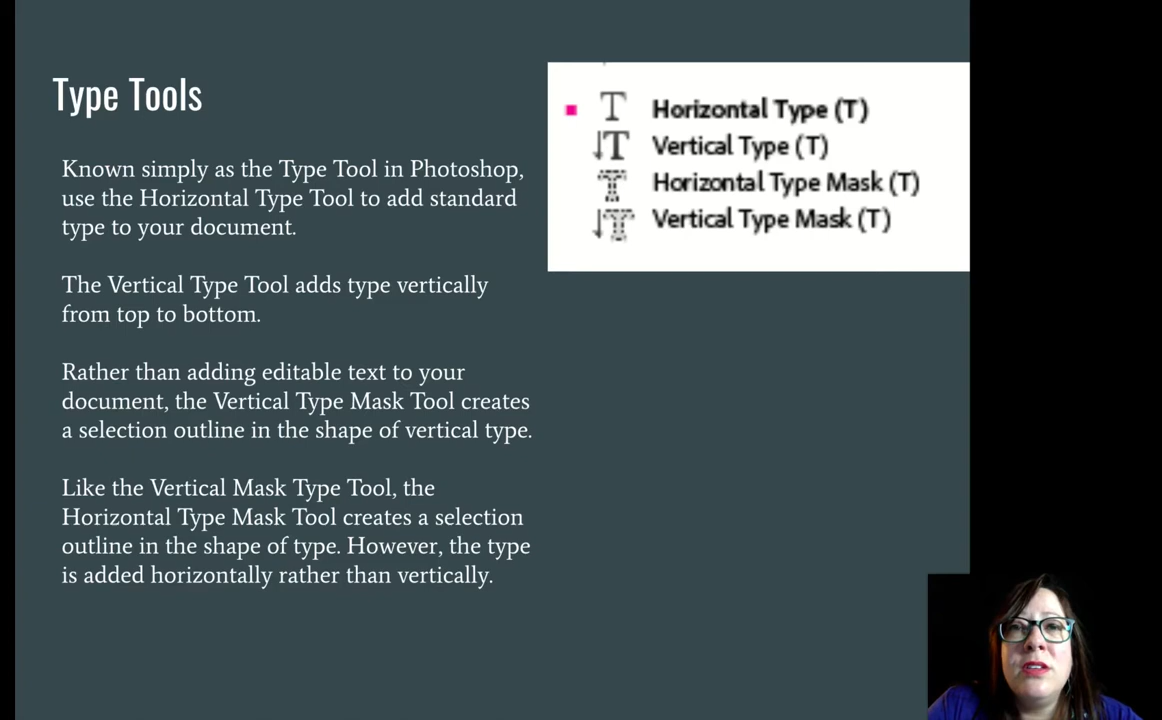 Type Tools
Known simply as the Type Tool in Photoshop,
use the Horizontal Type Tool to add standard
type to your document.
The Vertical Type Tool adds type vertically
from top to bottom.
Rather than adding editable text to your
document, the Vertical Type Mask Tool creates
a selection outline in the shape of vertical type.
Like the Vertical Mask Type Tool, the
Horizontal Type Mask Tool creates a selection
outline in the shape of type. However, the type
is added horizontally rather than vertically.
T Horizontal Type (T)
T Vertical Type (T)
T Horizontal Type Mask (T)
T Vertical Type Mask (T)